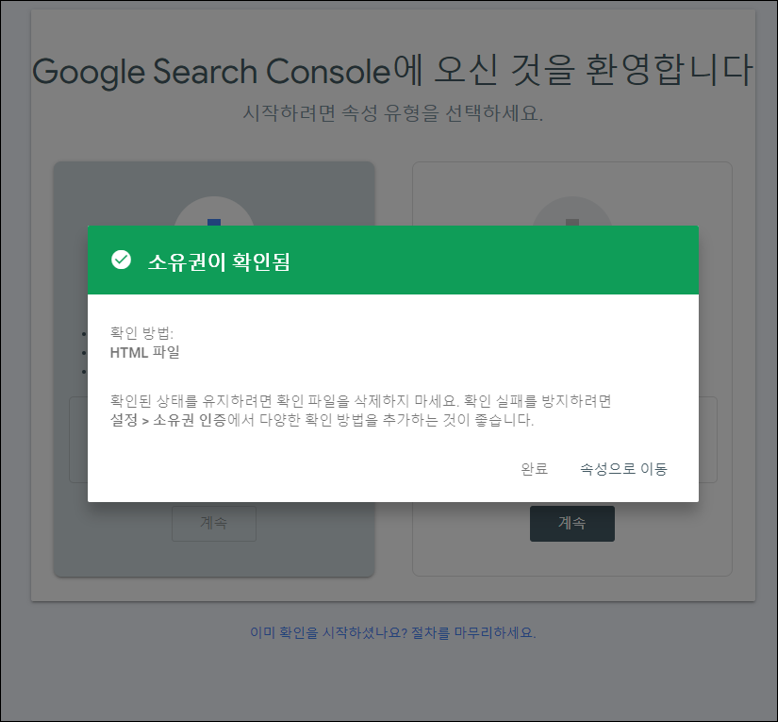 Google Search Console에 오신 것을 환영합니다
시작하려면 속성 유형을 선택하세요.
소유권이 확인됨
확인 방법:
HTML 파일
확인된 상태를 유지하려면 확인 파일을 삭제하지 마세요. 확인 실패를 방지하려면
설정 > 소유권 인증에서 다양한 확인 방법을 추가하는 것이 좋습니다.
완료 속성으로 이동
계속 계속
이미 확인을 시작하셨나요? 절차를 마무리하세요.